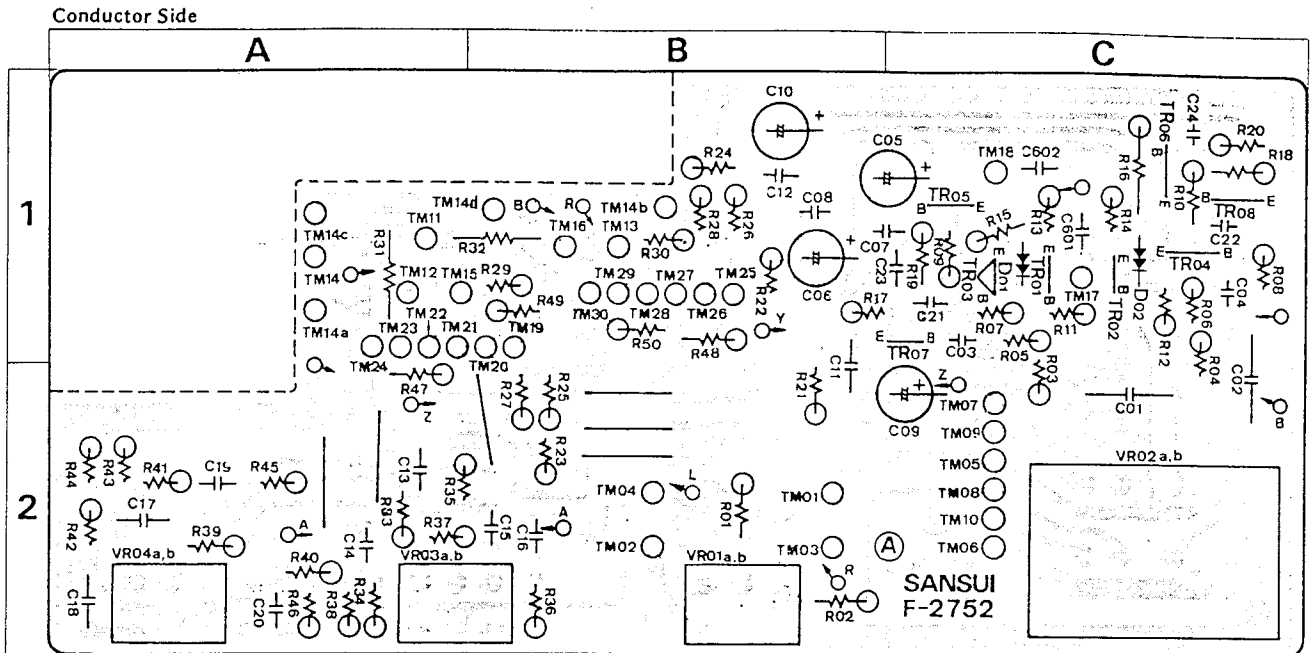 Conductor Side
A B C
C10
C24
TR06
B
R20
R18
C05
R24
TM18 C602
R16
C12
C08
TR05
B E
R10
E
B E
TR08
1
TM14d B R TM14b
TM11
TM16 TM13
R28 R26
R15
R13
C601
R14
C22
TM14c
R31
R32
R30
C07
C23 R19 R09
E
D01
E
TR01
E
TR04
B
TM14
TM12 TM15 R29
TM29 TM27 TM25
R22
C06
TR03
B
B
TM17
B
TR02
D02
R08
C04
R49
TM30 TM28 TM26
R17
C21
R07 R11
R06
TM14a
TM22
TM23 TM21 TM19
R50 R48
Y
E B
TR07
C03 R05
R12
R04
TM24 TM20
R47
R27 R25
C11
R21
Z
R03
C02
Z
C09
TM07
C01
B
TM09
R44 R43 R41 C19 R45
C13
R35
R23
TM05
VR02a,b
2
C17
R33
TM04 L
R01
TM01
TM08
R42
R39
A
C14
R37
C15 C16
A
TM10
VR04a,b
R40
VR03a,b
TM02
VR01a,b
TM03
A
TM06
C18
C20 R46 R38 R34
R36
R
R02
SANSUI
F-2752